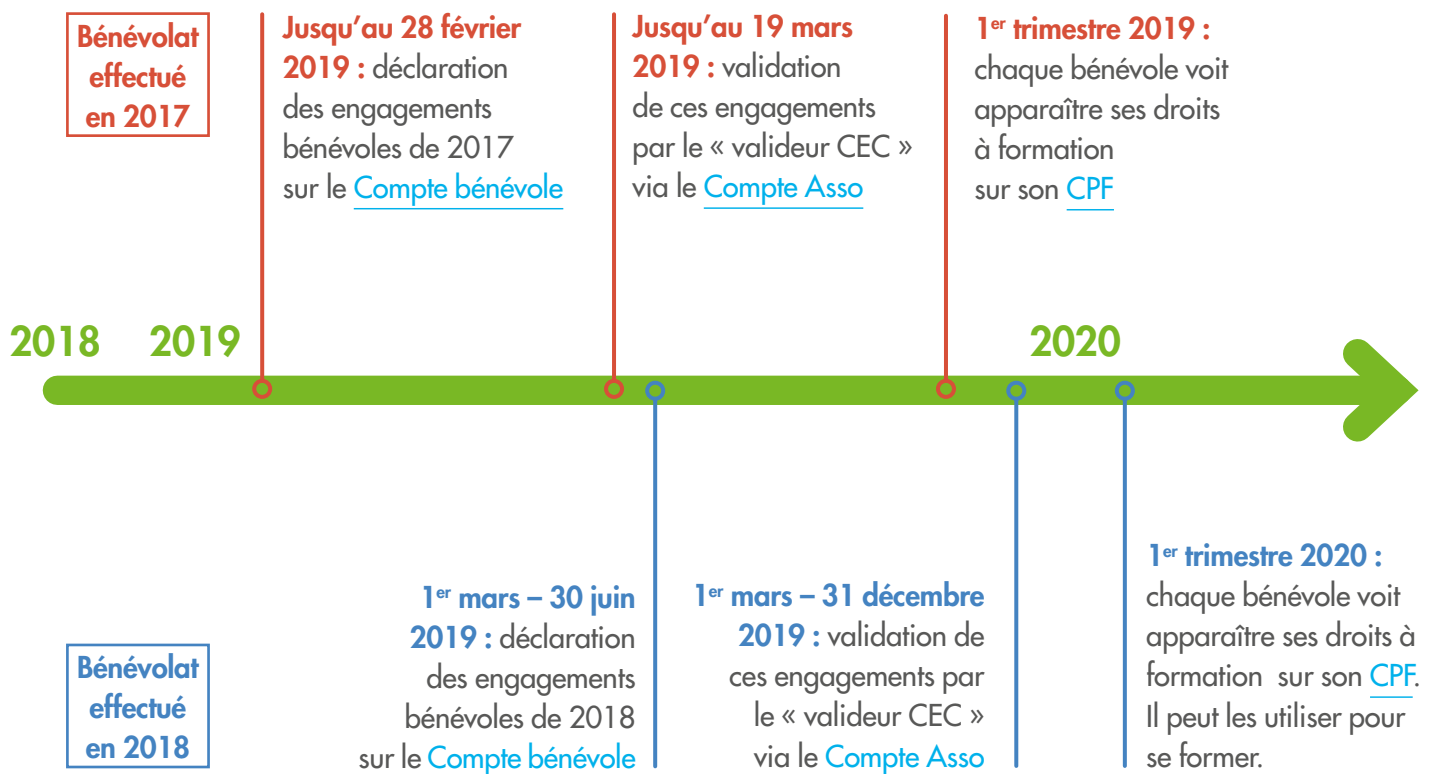 Bénévolat
effectué
en 2017
Jusqu'au 28 février
2019 : déclaration
des engagements
bénévoles de 2017
sur le Compte bénévole
Jusqu'au 19 mars
2019 : validation
de ces engagements
par le « valideur CEC »
via le Compte Asso
1er trimestre 2019 :
chaque bénévole voit
apparaître ses droits
à formation
sur son CPF
2018 2019 2020
Bénévolat
effectué
en 2018
1er mars – 30 juin
2019 : déclaration
des engagements
bénévoles de 2018
sur le Compte bénévole
1er mars – 31 décembre
2019 : validation de
ces engagements par
le « valideur CEC »
via le Compte Asso
1er trimestre 2020 :
chaque bénévole voit
apparaître ses droits à
formation sur son CPF.
Il peut les utiliser pour
se former.